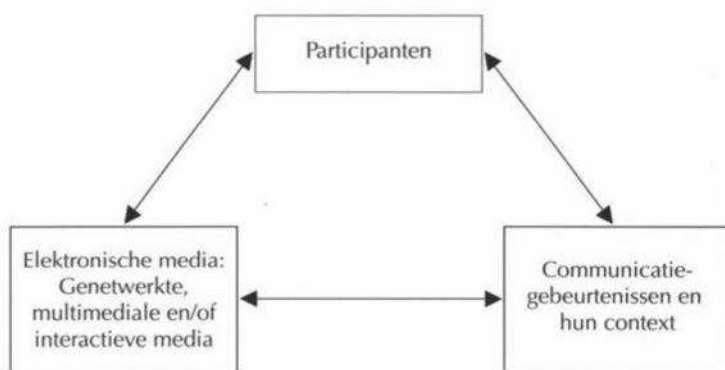 Participanten
Elektronische media:
Genetwerkte,
multimediale en/of
interactieve media
Communicatie-
gebeurtenissen en
hun context